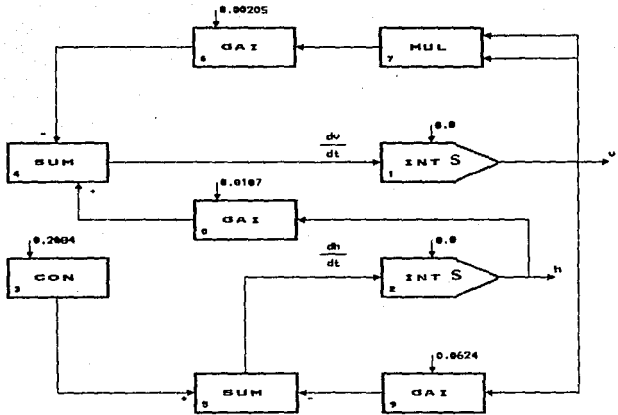 0.00205
GAI
6
MUL
7
-
SUM
4
+
dv
dt
0.0
INT S
1
v
0.0107
GAI
8
0.2084
CON
3
dh
dt
0.0
INT S
2
h
+
SUM
5
-
0.0624
GAI
9